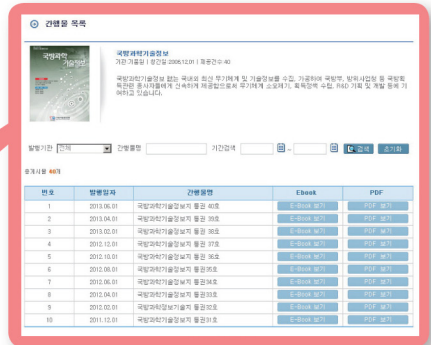 간행물 목록
국방과학
기술정보
국방과학기술정보
기관:기품원 | 창간일:2006.12.01 | 제공건수:40
국방과학기술정보 없는 국내외 최신 무기체계 및 기술정보를 수집, 가공하여 국방부, 방위사업청 등 국방획
득관련 종사자들에게 신속하게 제공함으로써 무기체계 소요제기, 획득정책 수립, R&D 기획 및 개발 등에 기
여하고 있습니다.
발행기관 전체 간행물명 기간검색 ~ 검색 초기화
총게시물 40개
번호 발행일자 간행물명 Ebook PDF
1 2013.06.01 국방과학기술정보지 통권 40호 E-Book 보기 PDF 보기
2 2013.04.01 국방과학기술정보지 통권 39호 E-Book 보기 PDF 보기
3 2013.02.01 국방과학기술정보지 통권 38호 E-Book 보기 PDF 보기
4 2012.12.01 국방과학기술정보지 통권 37호 E-Book 보기 PDF 보기
5 2012.10.01 국방과학기술정보지 통권 36호 E-Book 보기 PDF 보기
6 2012.08.01 국방과학기술정보지 통권35호 E-Book 보기 PDF 보기
7 2012.06.01 국방과학기술정보지 통권34호 E-Book 보기 PDF 보기
8 2012.04.01 국방과학기술정보지 통권33호 E-Book 보기 PDF 보기
9 2012.02.01 국방과학정보기술지 통권32호 E-Book 보기 PDF 보기
10 2011.12.01 국방과학기술정보지 통권31호 E-Book 보기 PDF 보기